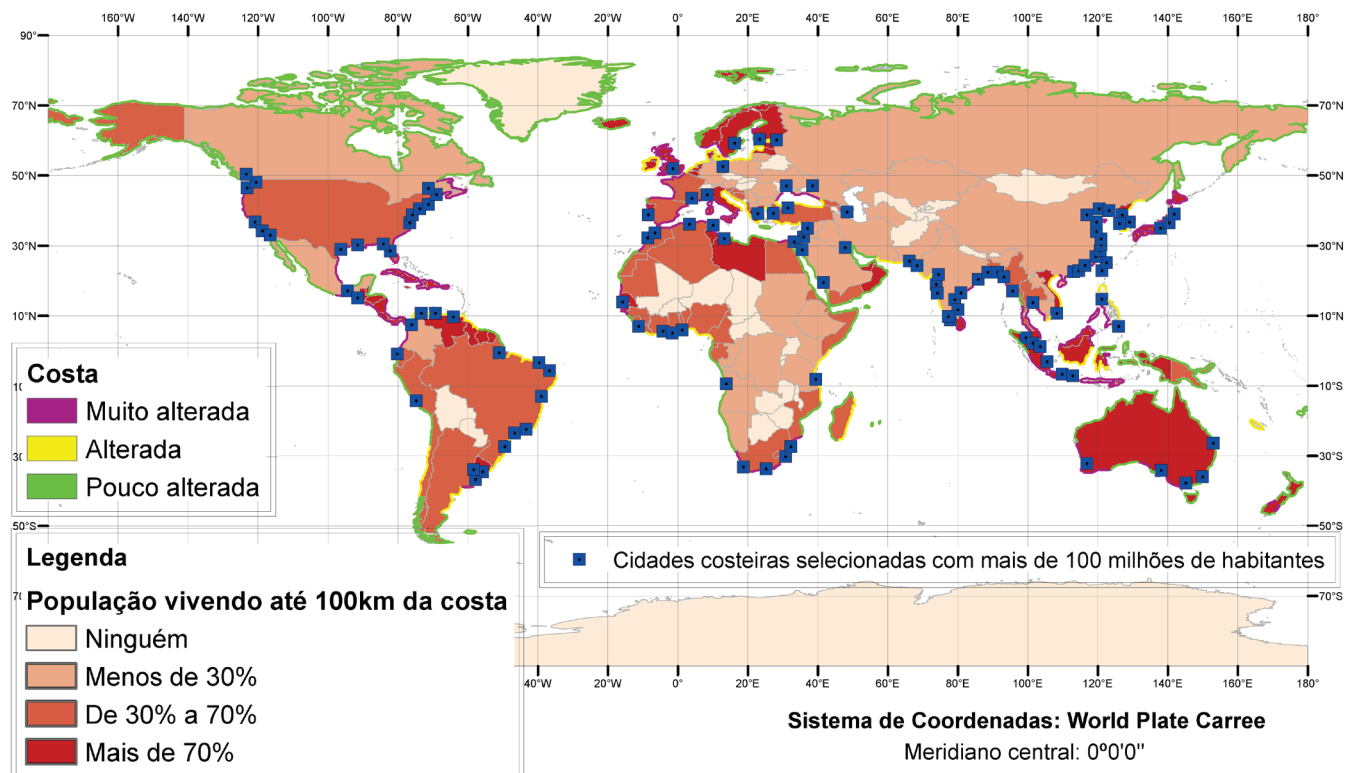 160°W 140°W 120°W 100°W 80°W 60°W 40°W 20°W 0° 20°E 40°E 60°E 80°E 100°E 120°E 140°E 160°E 180°
90°
70°N 70°N
50°N 50°N
30°N 30°N
10°N 10°N
10°S
30°S
50°S 50°S
70°S
Costa
Muito alterada
Alterada
Pouco alterada
Legenda
População vivendo até 100km da costa
Ninguém
Menos de 30%
De 30% a 70%
Mais de 70%
Cidades costeiras selecionadas com mais de 100 milhões de habitantes
40°W 20°W 0° 20°E 40°E 60°E 80°E 100°E 120°E 140°E 160°E 180°
Sistema de Coordenadas: World Plate Carree
Meridiano central: 0º0'0"